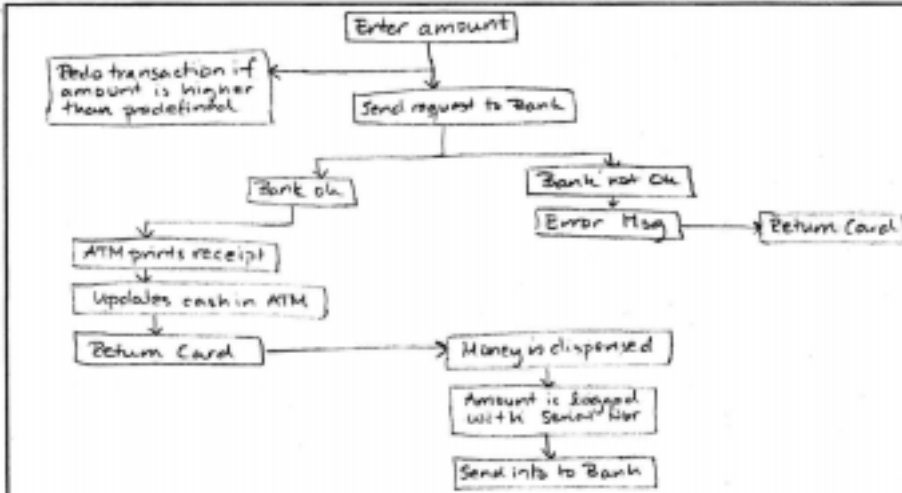 Enter amount
Redo transaction if
amount is higher
than predefined
Send request to Bank
Bank ok
Bank not Ok
Error Msg
Return Card
ATM prints receipt
Updates cash in ATM
Return Card
Money is dispensed
Amount is logged
with Serial Nbr
Send info to Bank